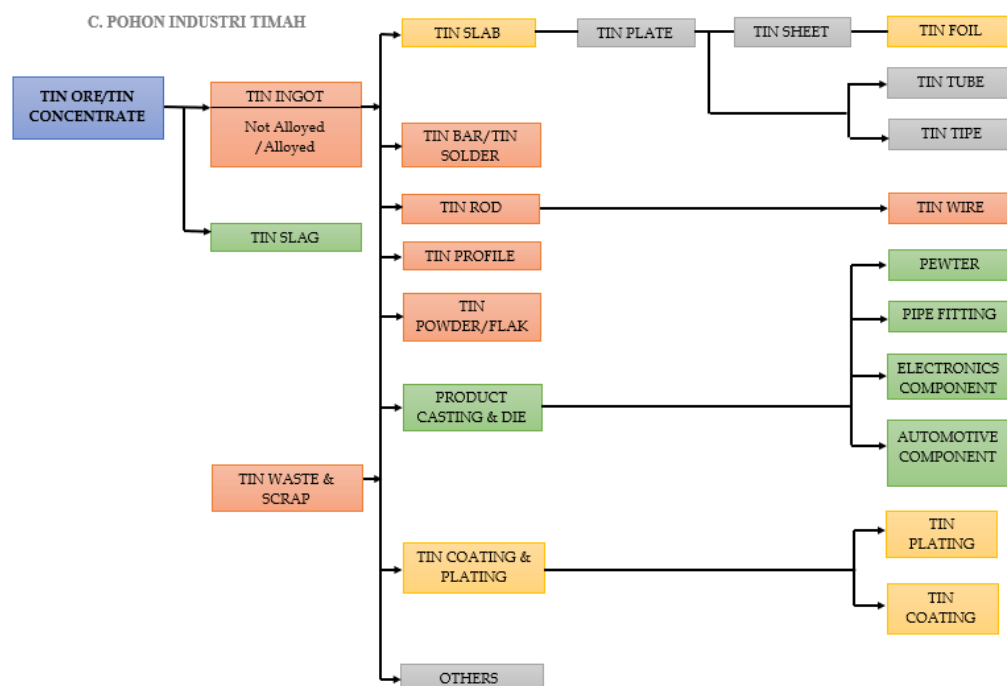 C. POHON INDUSTRI TIMAH
TIN SLAB
TIN PLATE
TIN SHEET
TIN FOIL
TIN ORE/TIN
CONCENTRATE
TIN INGOT
Not Alloyed
/Alloyed
TIN TUBE
TIN TIPE
TIN BAR/TIN
SOLDER
TIN ROD
TIN WIRE
TIN SLAG
TIN PROFILE
PEWTER
TIN
POWDER/FLAK
PIPE FITTING
ELECTRONICS
COMPONENT
PRODUCT
CASTING & DIE
AUTOMOTIVE
COMPONENT
TIN WASTE &
SCRAP
TIN
PLATING
TIN COATING &
PLATING
TIN
COATING
OTHERS